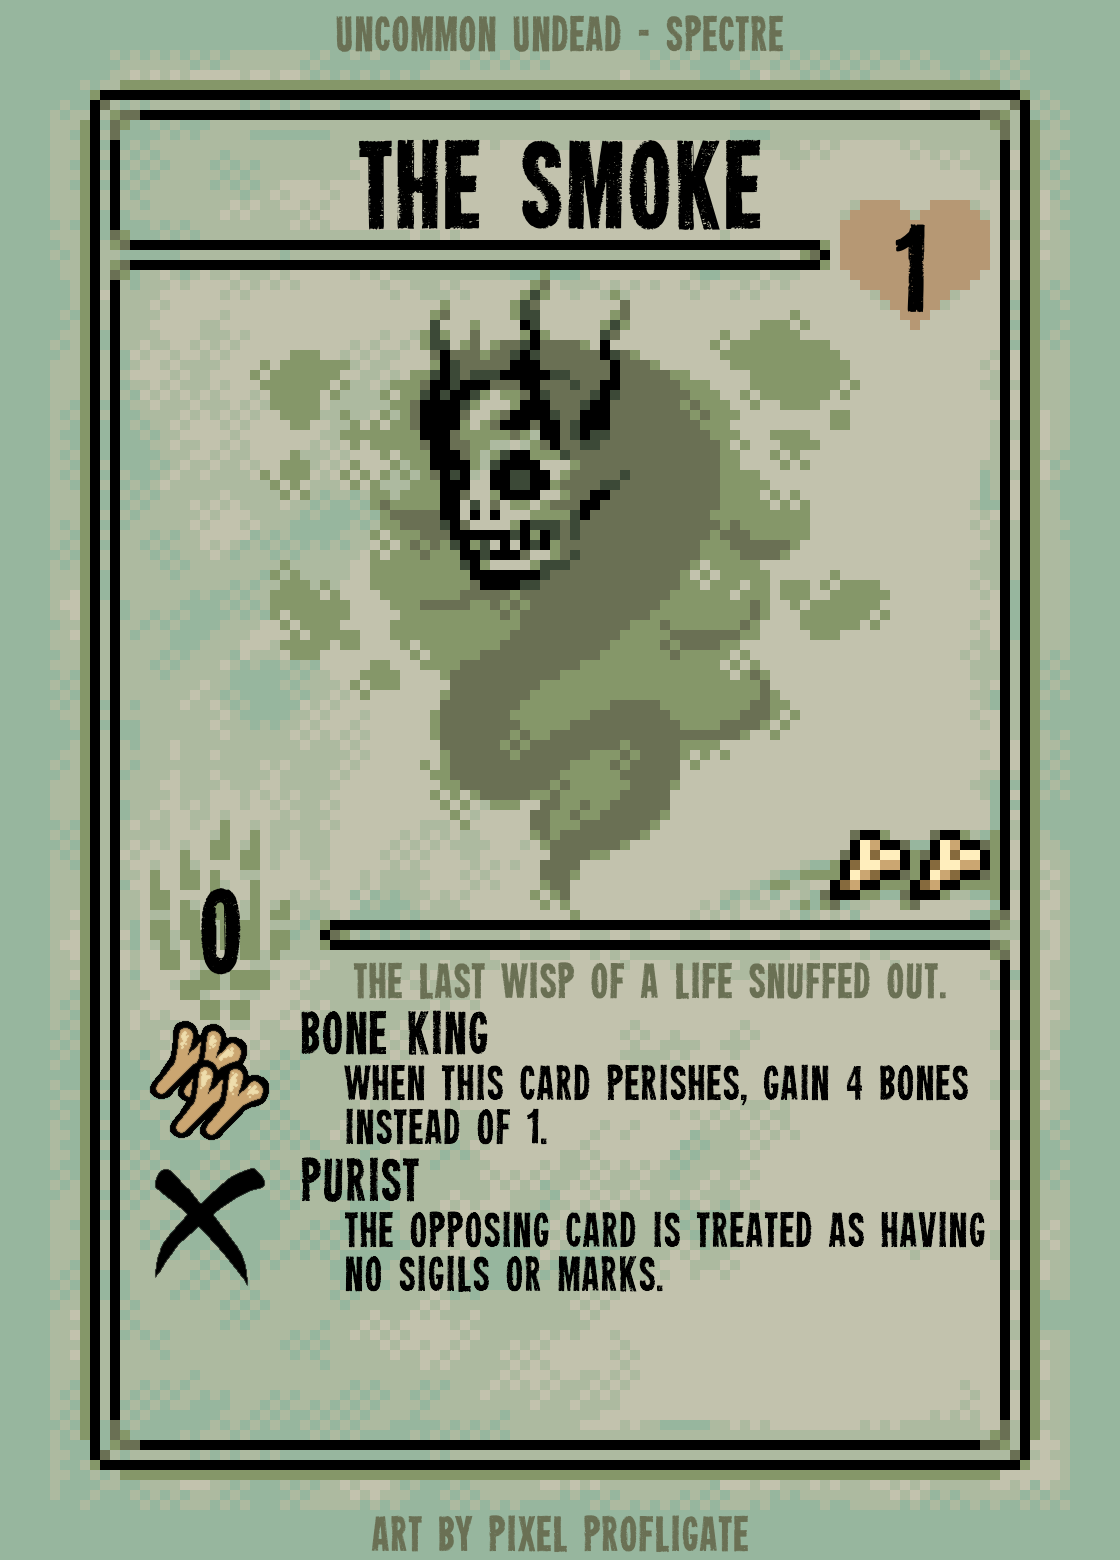 UNCOMMON UNDEAD - SPECTRE
THE SMOKE
1
0
THE LAST WISP OF A LIFE SNUFFED OUT.
BONE KING
WHEN THIS CARD PERISHES, GAIN 4 BONES
INSTEAD OF 1.
PURIST
THE OPPOSING CARD IS TREATED AS HAVING
NO SIGILS OR MARKS.
ART BY PIXEL PROFLIGATE